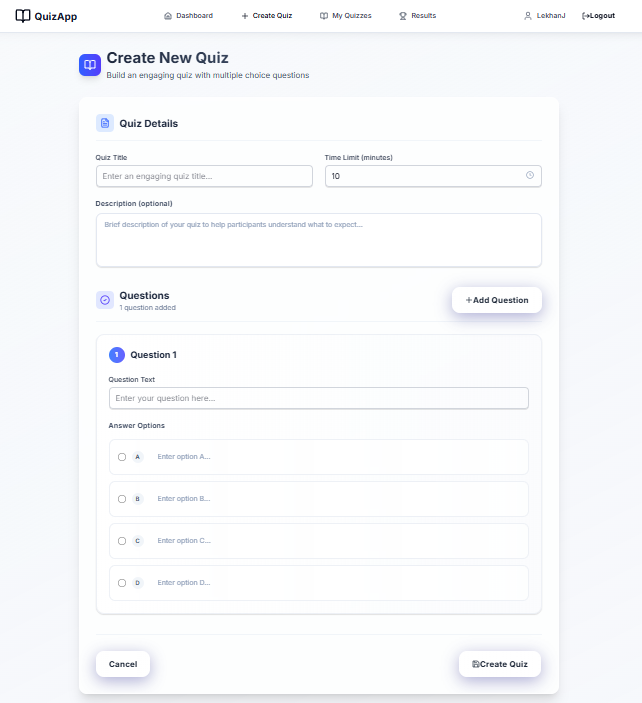 QuizApp
Dashboard
Create Quiz
My Quizzes
Results
LekhanJ
Logout
Create New Quiz
Build an engaging quiz with multiple choice questions
Quiz Details
Quiz Title
Time Limit (minutes)
Enter an engaging quiz title...
10
Description (optional)
Brief description of your quiz to help participants understand what to expect...
Questions
1 question added
+Add Question
1
Question 1
Question Text
Enter your question here...
Answer Options
A
Enter option A...
B
Enter option B...
C
Enter option C...
D
Enter option D...
Cancel
Create Quiz